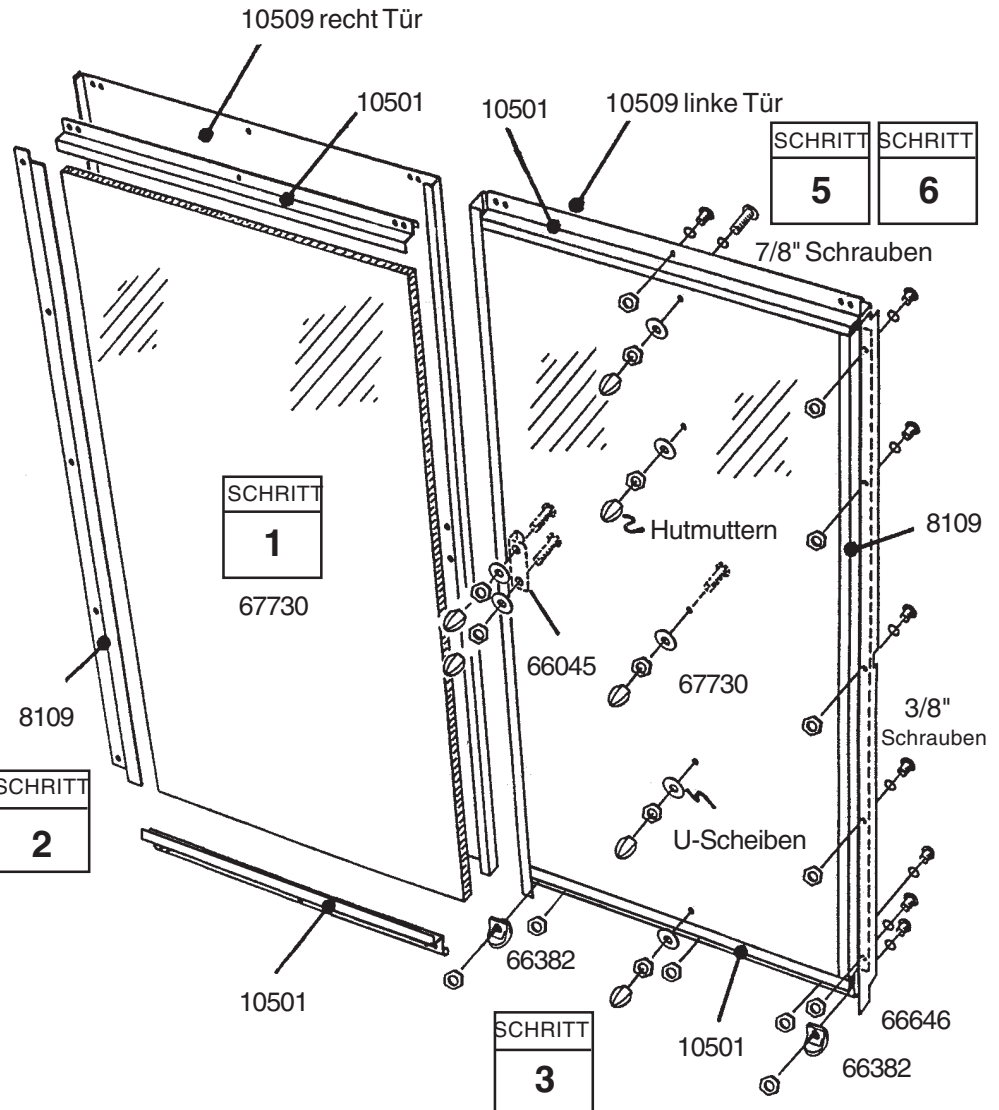 10509 recht Tür
10501
10501
10509 linke Tür
SCHRITT
5
SCHRITT
6
7/8" Schrauben
SCHRITT
1
67730
Hutmuttern
8109
66045
67730
8109
3/8"
Schrauben
SCHRITT
2
U-Scheiben
10501
66382
SCHRITT
3
10501
66646
66382